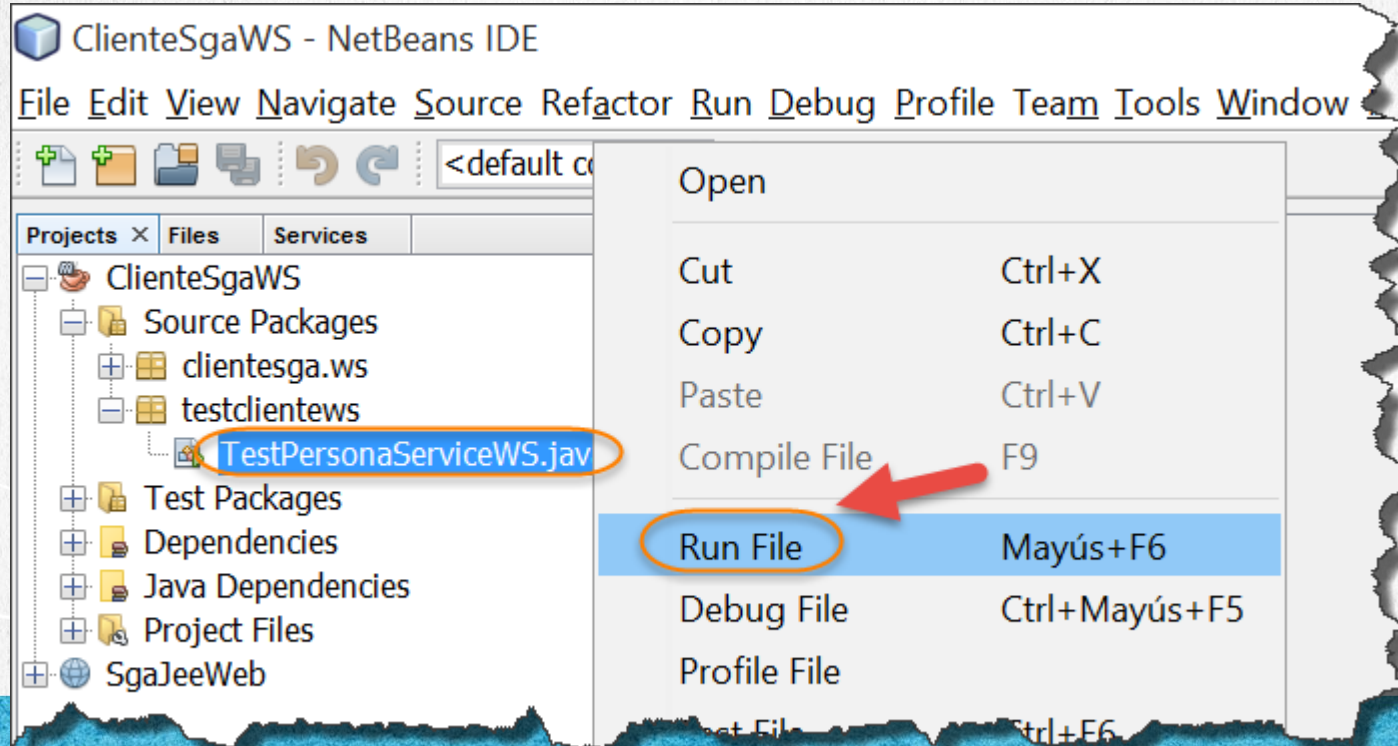 ClienteSgaWS - NetBeans IDE
File Edit View Navigate Source Refactor Run Debug Profile Team Tools Window
<default co
Projects Files Services
ClienteSgaWS
Source Packages
clientesga.ws
testclientews
TestPersonaServiceWS.jav
Test Packages
Dependencies
Java Dependencies
Project Files
SgaJeeWeb
Open
Cut Ctrl+X
Copy Ctrl+C
Paste Ctrl+V
Compile File F9
Run File Mayús+F6
Debug File Ctrl+Mayús+F5
Profile File
File Ctrl+F6